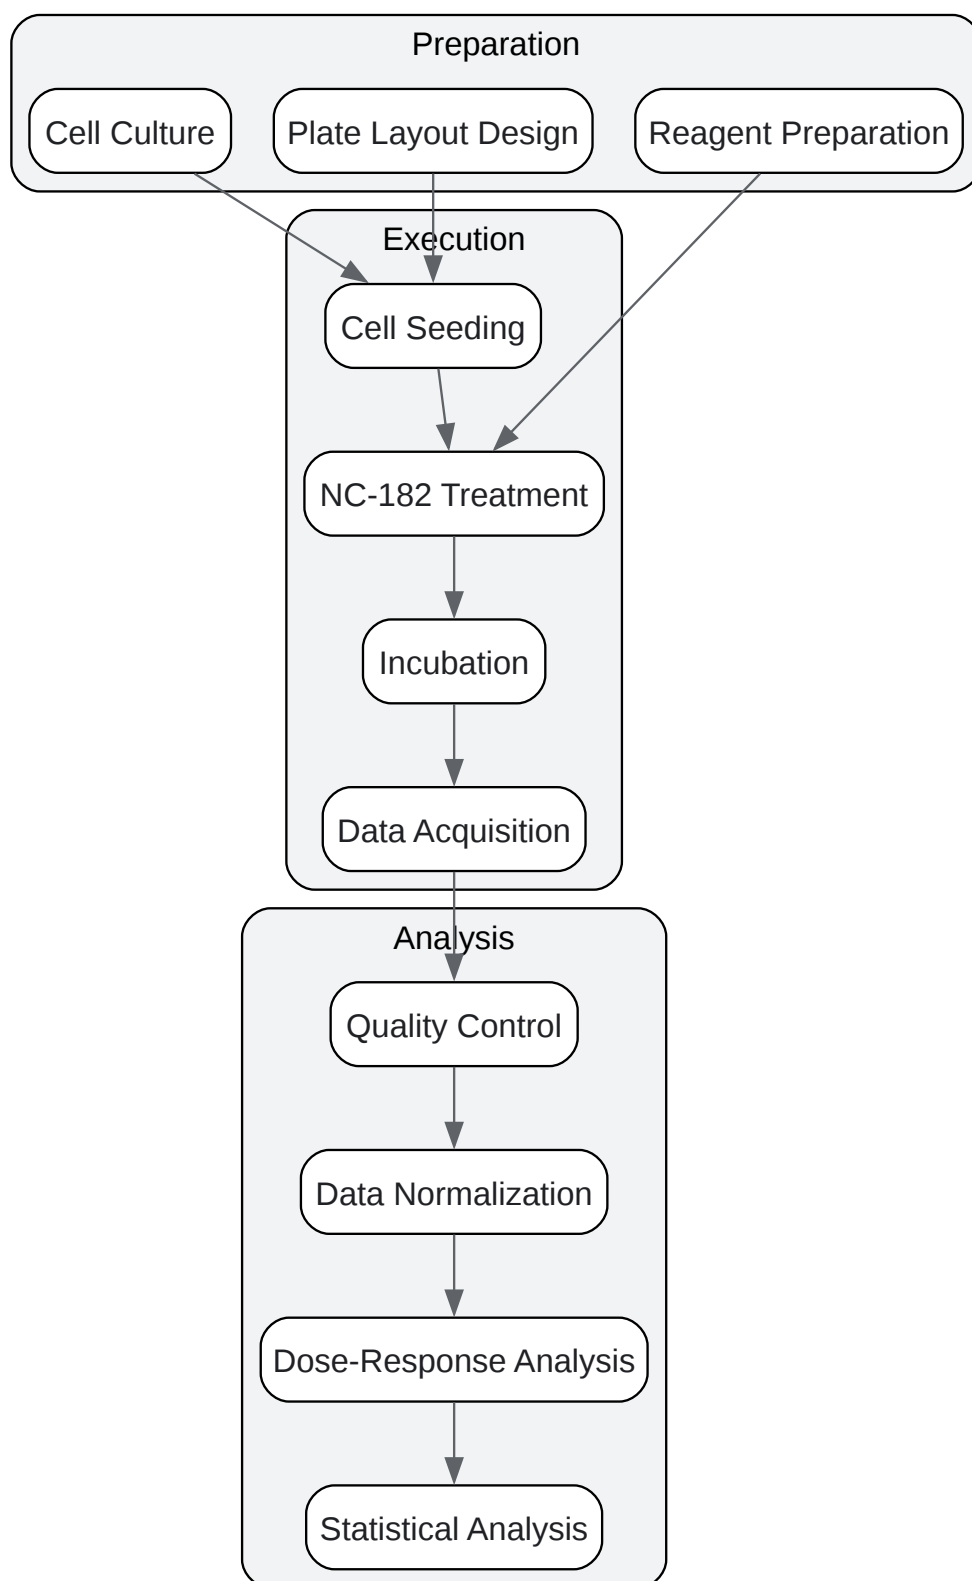 Preparation
Cell Culture
Plate Layout Design
Reagent Preparation
Execution
Cell Seeding
NC-182 Treatment
Incubation
Data Acquisition
Analysis
Quality Control
Data Normalization
Dose-Response Analysis
Statistical Analysis